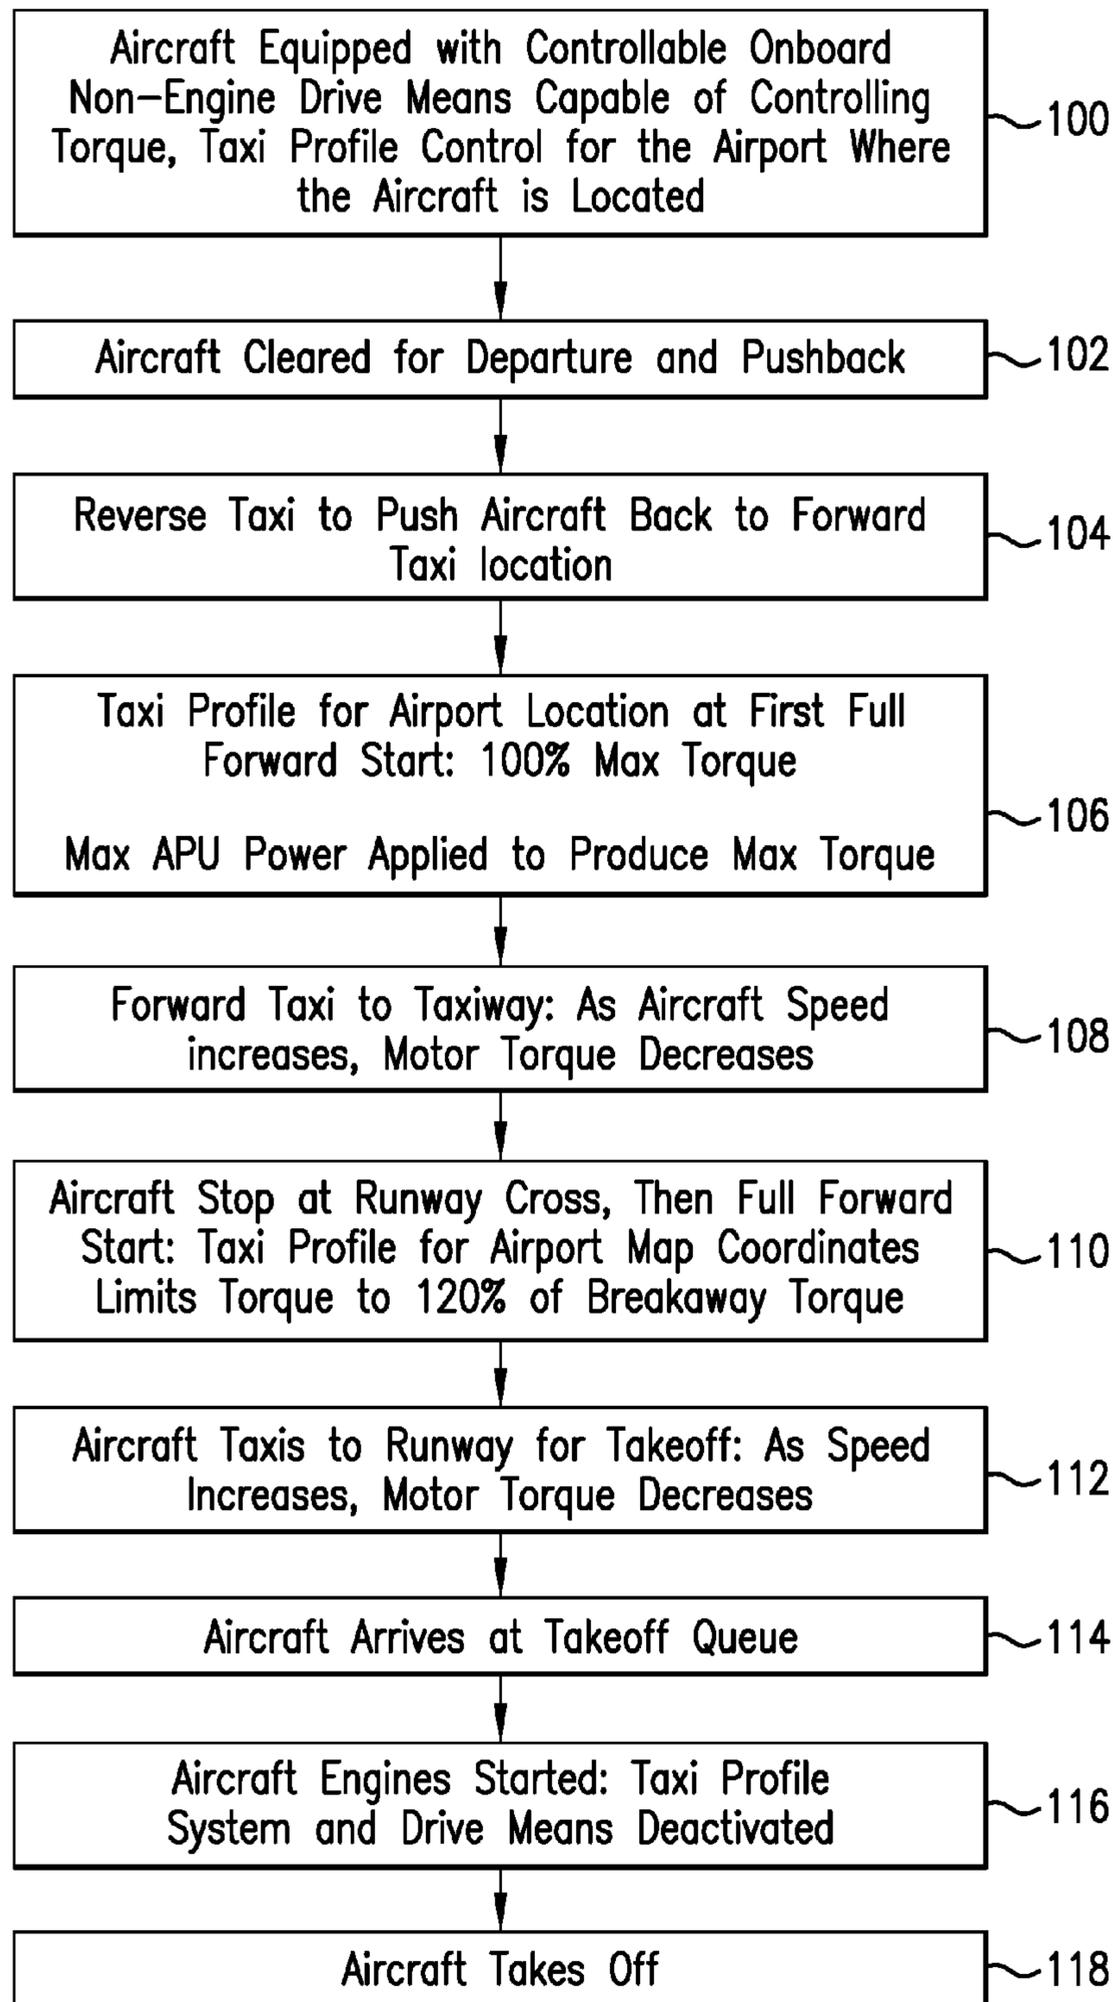 Aircraft Equipped with Controllable Onboard
Non-Engine Drive Means Capable of Controlling
Torque, Taxi Profile Control for the Airport Where
the Aircraft is Located
100
Aircraft Cleared for Departure and Pushback
102
Reverse Taxi to Push Aircraft Back to Forward
Taxi location
104
Taxi Profile for Airport Location at First Full
Forward Start: 100% Max Torque
Max APU Power Applied to Produce Max Torque
106
Forward Taxi to Taxiway: As Aircraft Speed
increases, Motor Torque Decreases
108
Aircraft Stop at Runway Cross, Then Full Forward
Start: Taxi Profile for Airport Map Coordinates
Limits Torque to 120% of Breakaway Torque
110
Aircraft Taxis to Runway for Takeoff: As Speed
Increases, Motor Torque Decreases
112
Aircraft Arrives at Takeoff Queue
114
Aircraft Engines Started: Taxi Profile
System and Drive Means Deactivated
116
Aircraft Takes Off
118